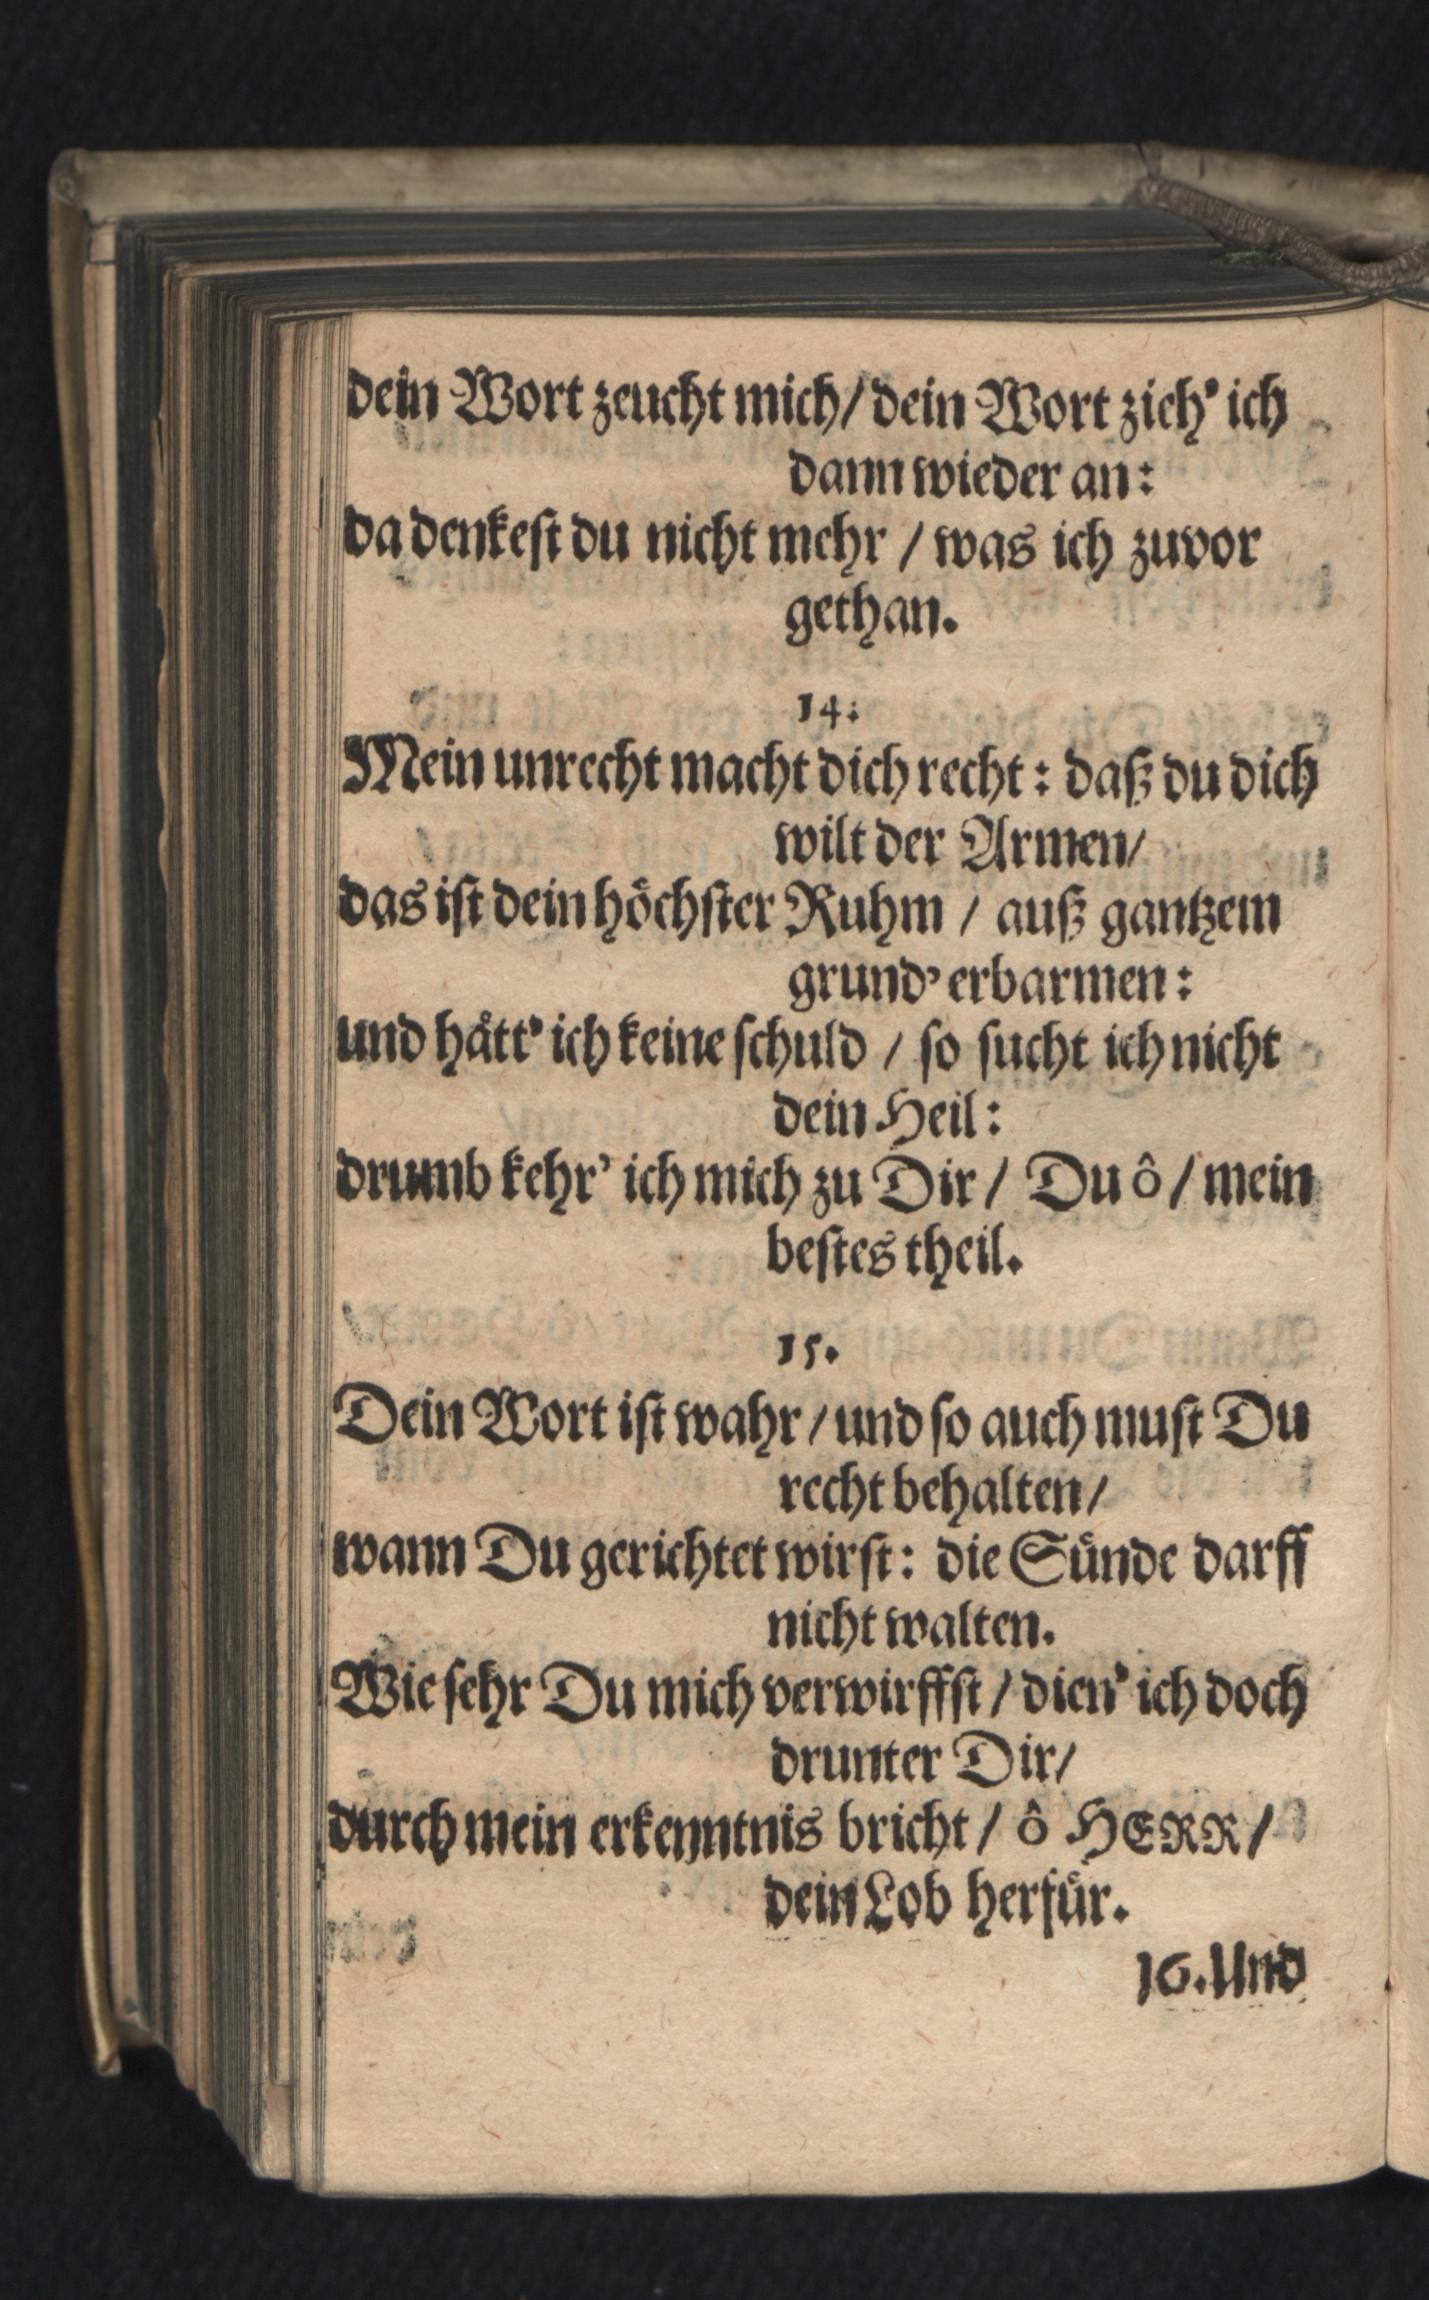 dein Wort zeucht mich/ dein Wort zieh' ich
dann wieder an:
da denkest du nicht mehr / was ich zuvor
gethan.
14.
Mein unrecht macht dich recht: daß du dich
wilt der Armen/
das ist dein höchster Ruhm / auß gantzem
grund' erbarmen:
und hätt' ich keine schuld / so sucht ich nicht
dein Heil:
drumb kehr' ich mich zu Dir / Du ô / mein
bestes theil.
15.
Dein Wort ist wahr / und so auch must Du
recht behalten/
wann Du gerichtet wirst: die Sünde darff
nicht walten.
Wie sehr Du mich verwirffst / dien' ich doch
drunter Dir/
durch mein erkenntnis bricht / ô HERR/
dein Lob herfür.
16. Und